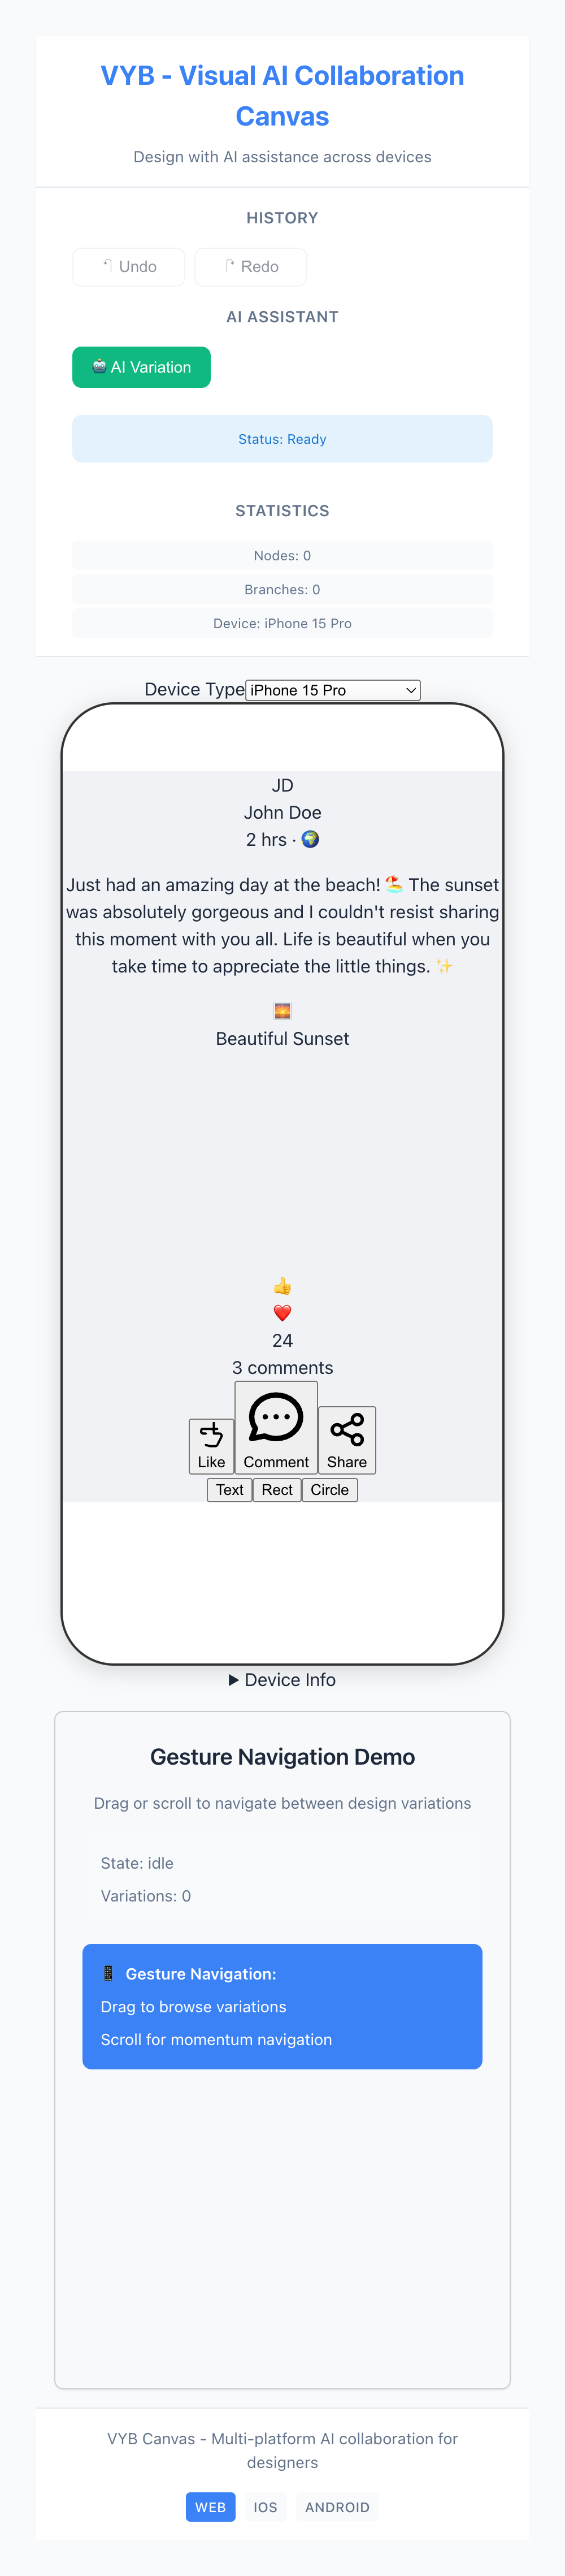 VYB - Visual AI Collaboration
Canvas
Design with AI assistance across devices
HISTORY
Undo
Redo
AI ASSISTANT
🤖 AI Variation
Status: Ready
STATISTICS
Nodes: 0
Branches: 0
Device: iPhone 15 Pro
Device Type iPhone 15 Pro
JD
John Doe
2 hrs · 🌍
Just had an amazing day at the beach! 🏖️ The sunset
was absolutely gorgeous and I couldn't resist sharing
this moment with you all. Life is beautiful when you
take time to appreciate the little things. ✨
🌅
Beautiful Sunset
👍
❤️
24
3 comments
Like Comment Share
Text Rect Circle
▶ Device Info
Gesture Navigation Demo
Drag or scroll to navigate between design variations
State: idle
Variations: 0
📱 Gesture Navigation:
Drag to browse variations
Scroll for momentum navigation
VYB Canvas - Multi-platform AI collaboration for
designers
WEB IOS ANDROID